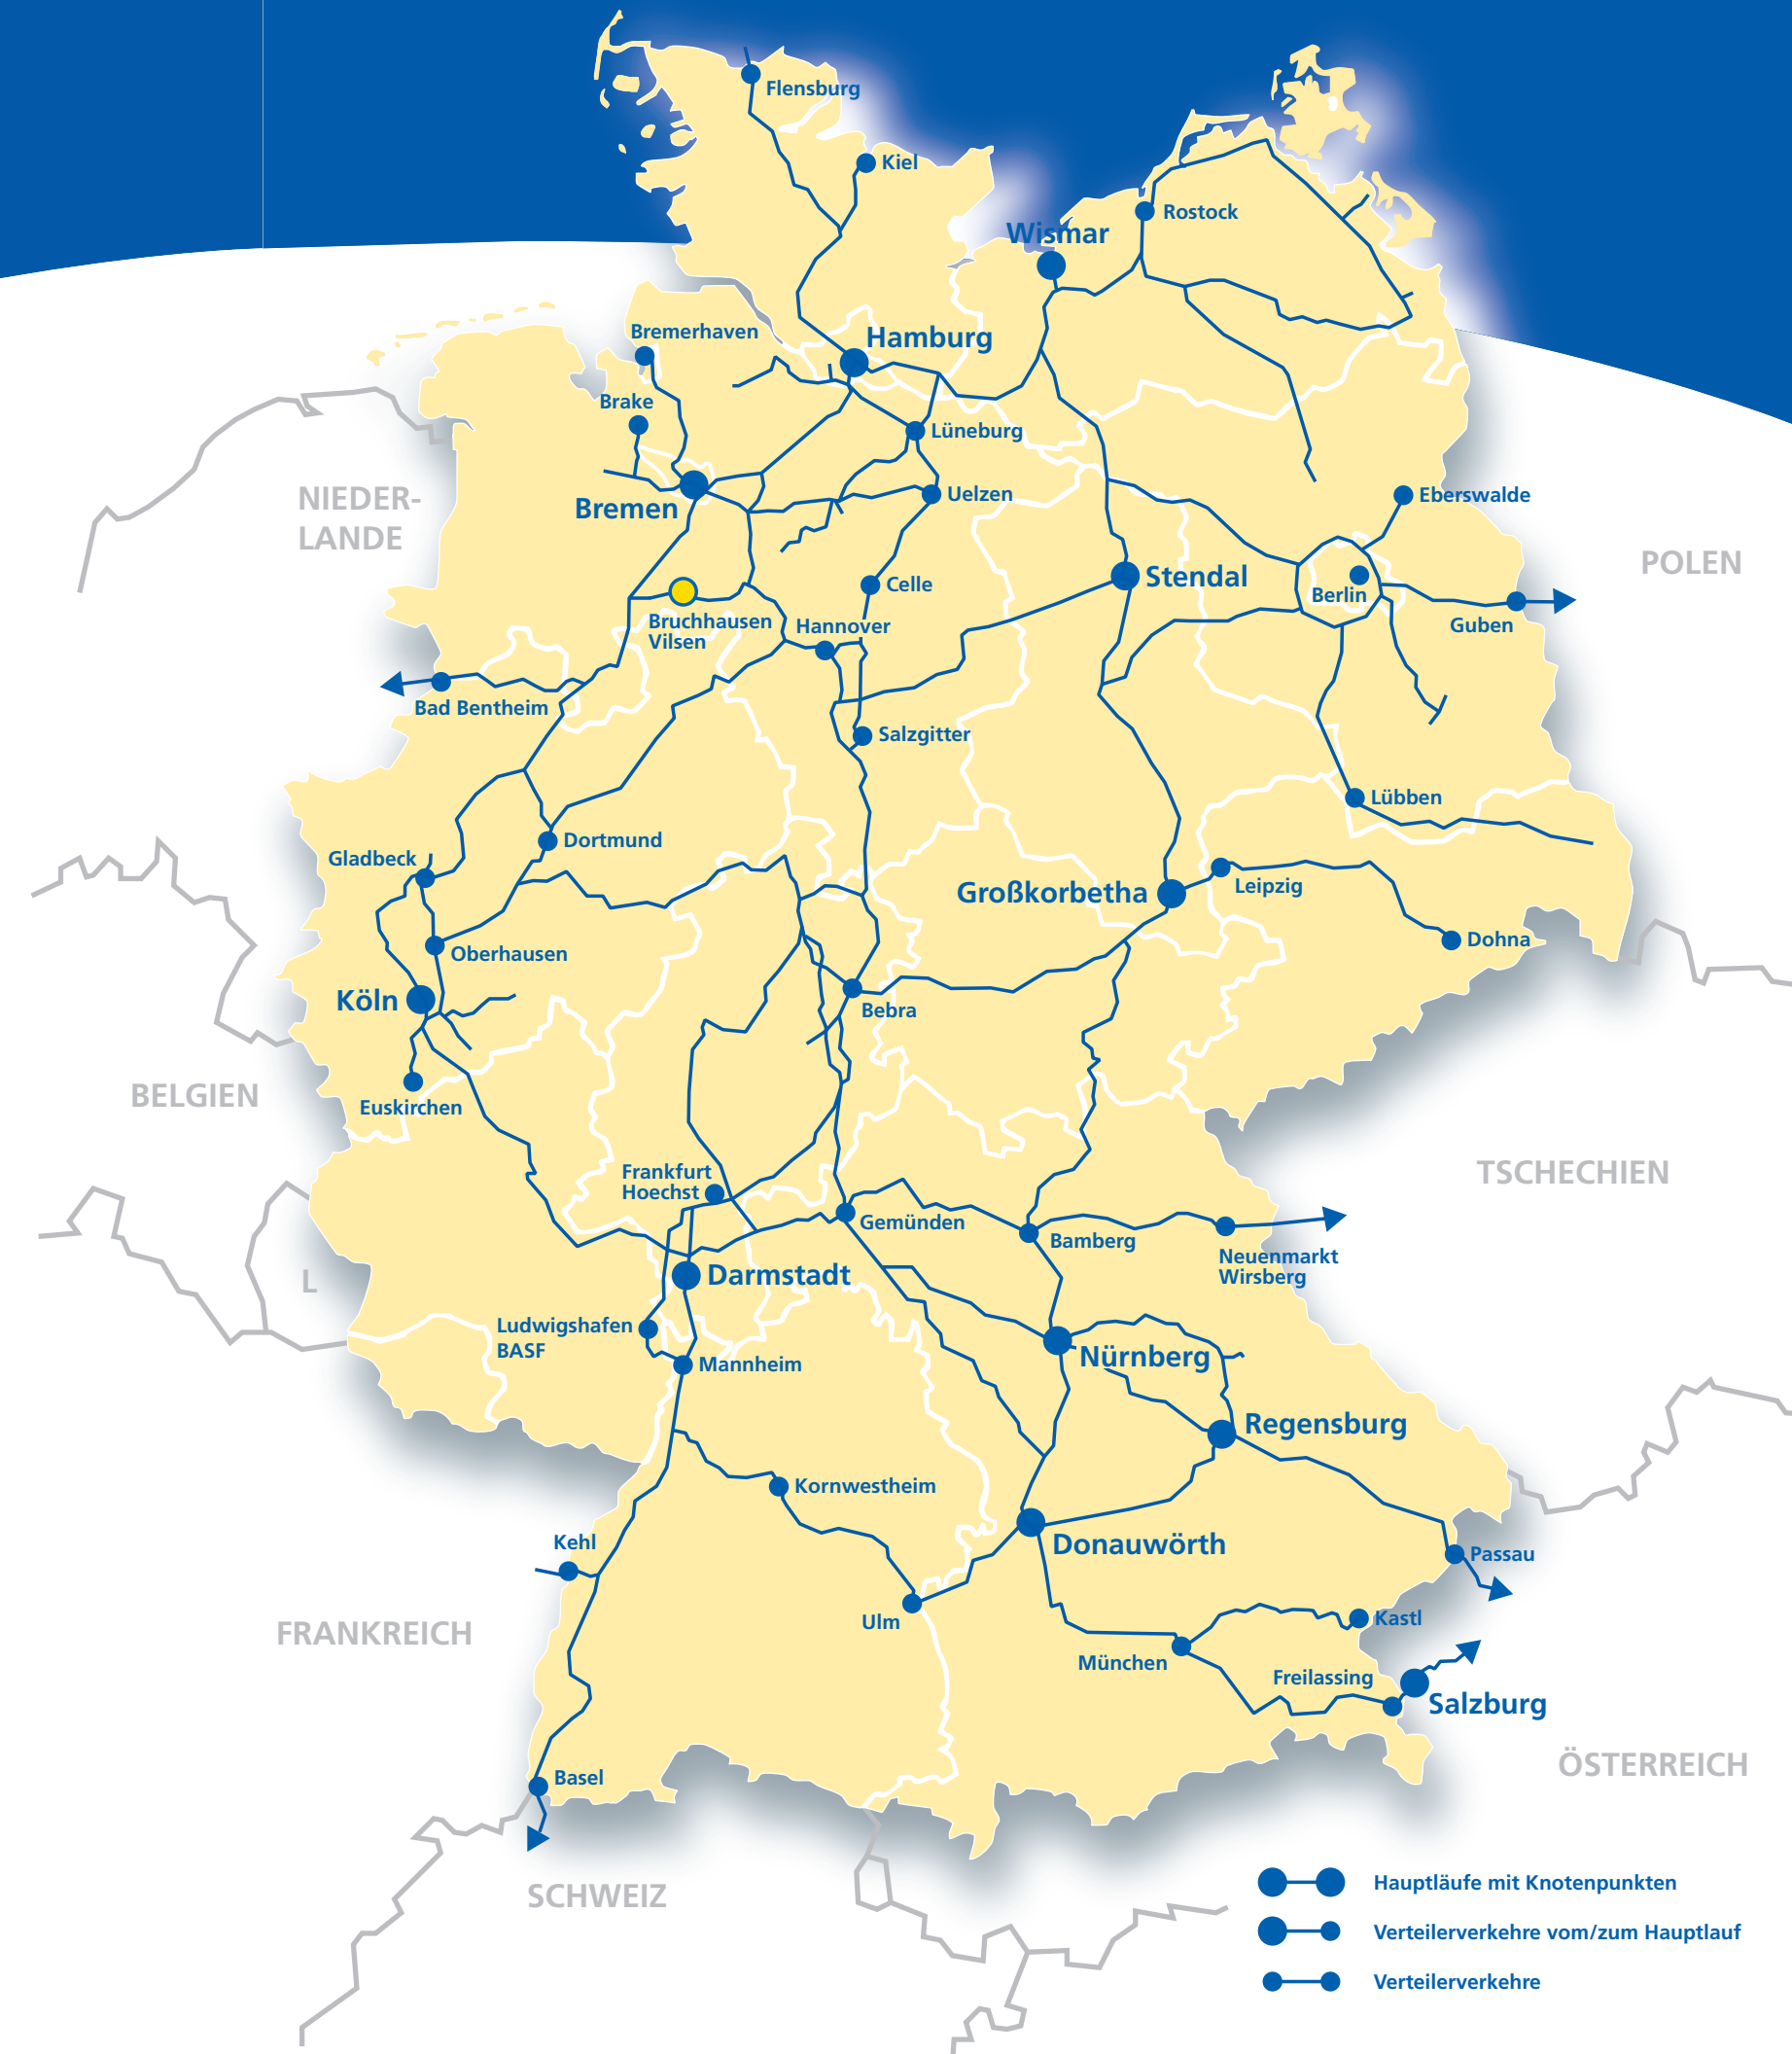 Flensburg
Kiel
Rostock
Wismar
Bremerhaven
Hamburg
Brake
Lüneburg
NIEDER-
LANDE
Bremen
Uelzen
Eberswalde
POLEN
Stendal
Celle
Berlin
Bruchhausen
Vilsen
Hannover
Guben
Bad Bentheim
Salzgitter
Lübben
Dortmund
Gladbeck
Großkorbetha
Leipzig
Dohna
Oberhausen
Köln
Bebra
BELGIEN
Euskirchen
TSCHECHIEN
Frankfurt
Hoechst
Gemünden
Bamberg
Neuenmarkt
Wirsberg
L
Darmstadt
Ludwigshafen
BASF
Mannheim
Nürnberg
Regensburg
Kornwestheim
Kehl
Donauwörth
Passau
FRANKREICH
Ulm
Kastl
München
Freilassing
Salzburg
Basel
ÖSTERREICH
SCHWEIZ
Hauptläufe mit Knotenpunkten
Verteilerverkehre vom/zum Hauptlauf
Verteilerverkehre